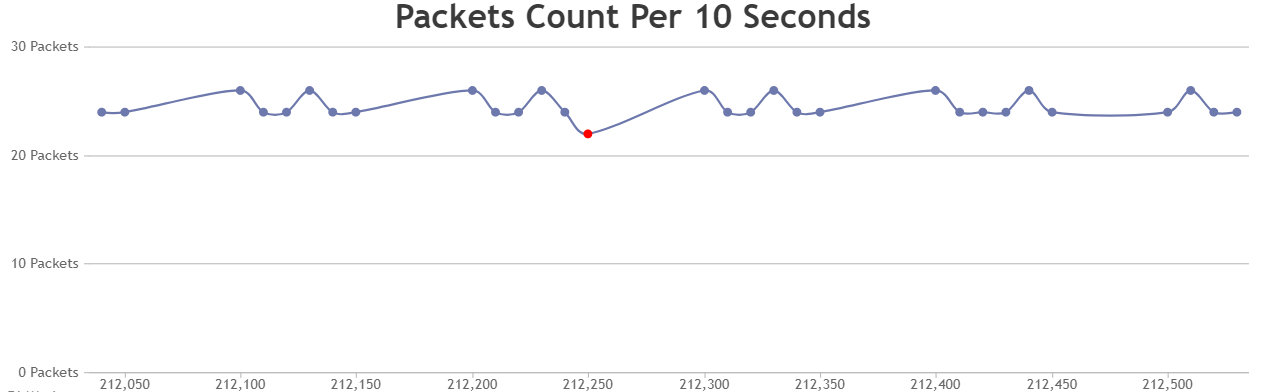 Packets Count Per 10 Seconds
30 Packets
20 Packets
10 Packets
0 Packets
212,050 212,100 212,150 212,200 212,250 212,300 212,350 212,400 212,450 212,500